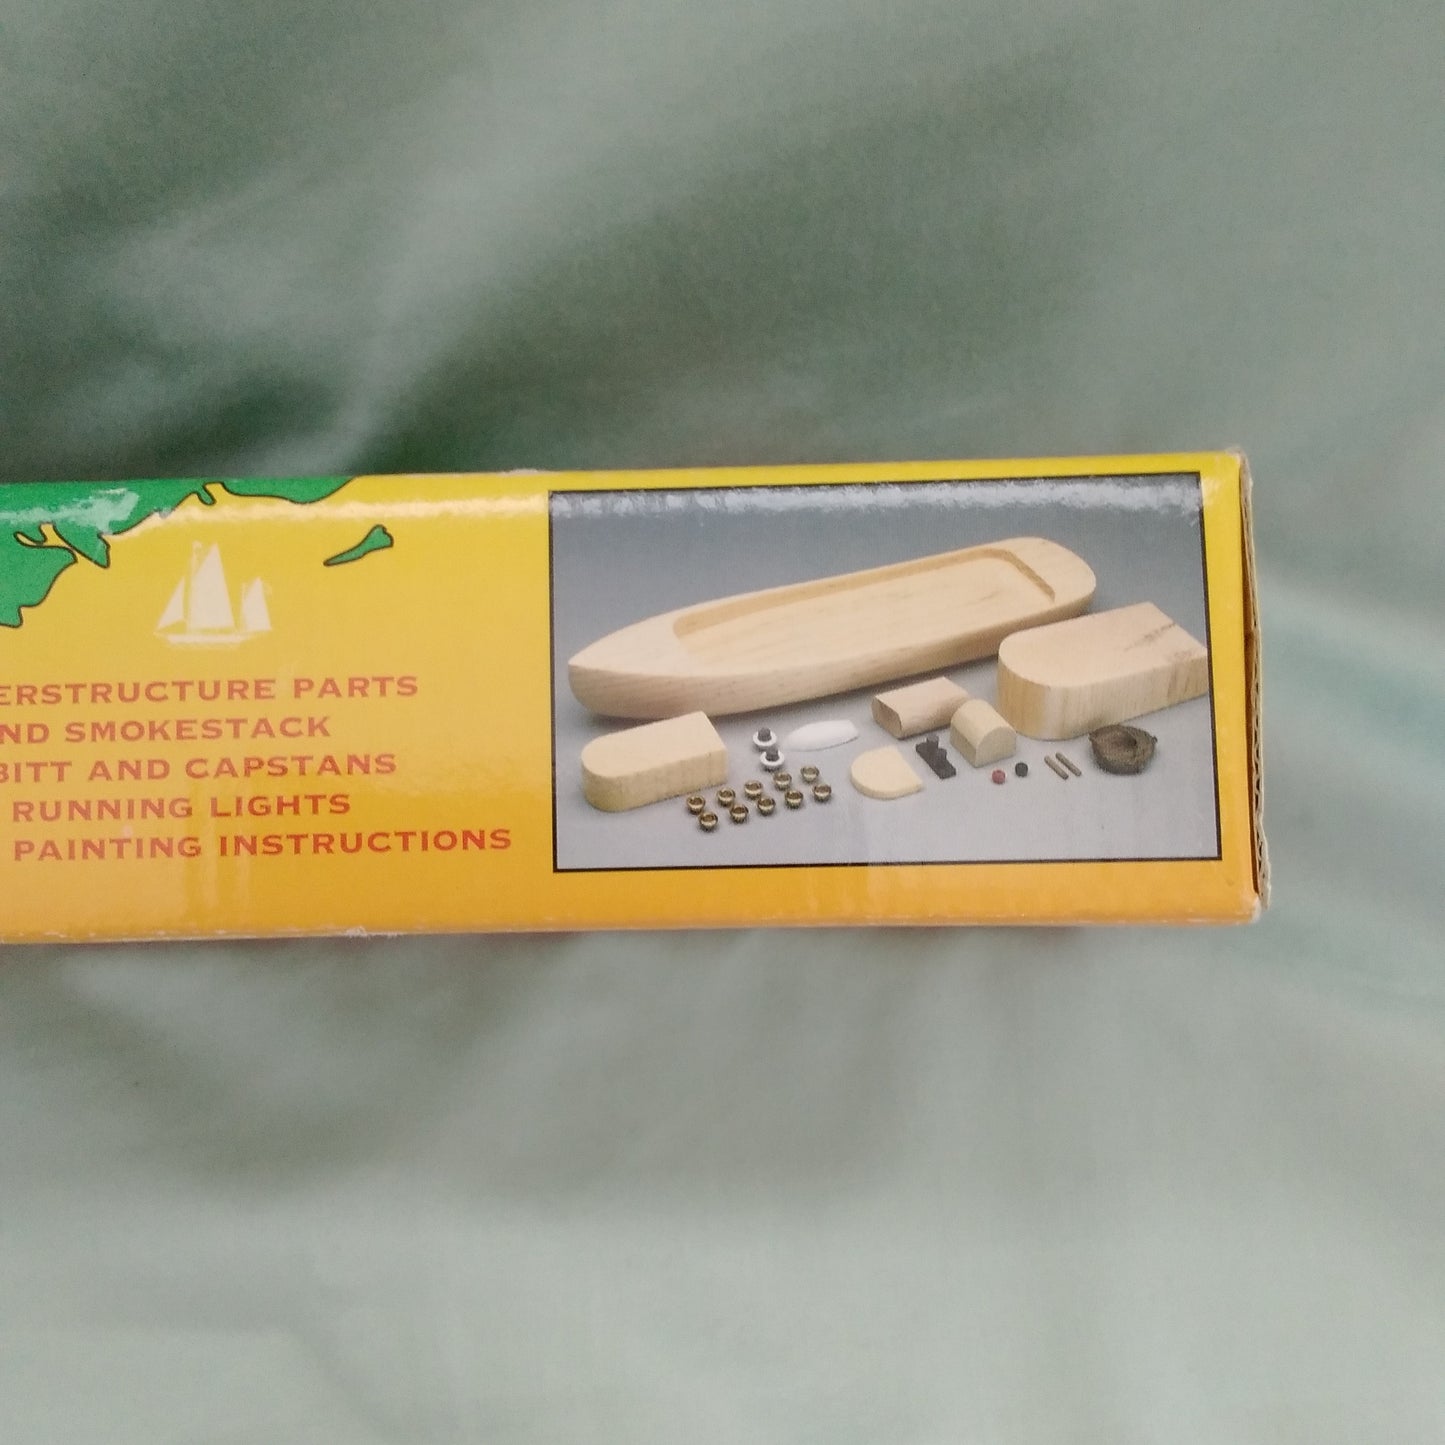 ERSTRUCTURE PARTS
ND SMOKESTACK
BITT AND CAPSTANS
RUNNING LIGHTS
PAINTING INSTRUCTIONS